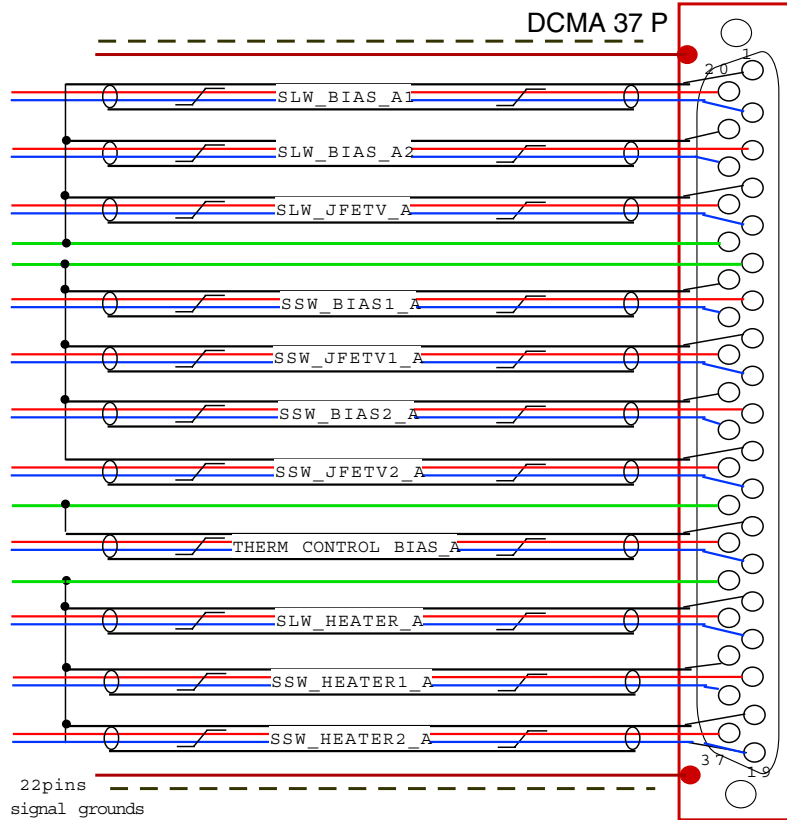 DCMA 37 P
1
20
SLW_BIAS_A1
SLW_BIAS_A2
SLW_JFETV_A
SSW_BIAS1_A
SSW_JFETV1_A
SSW_BIAS2_A
SSW_JFETV2_A
THERM CONTROL BIAS_A
SLW_HEATER_A
SSW_HEATER1_A
SSW_HEATER2_A
37
19
22pins
signal grounds